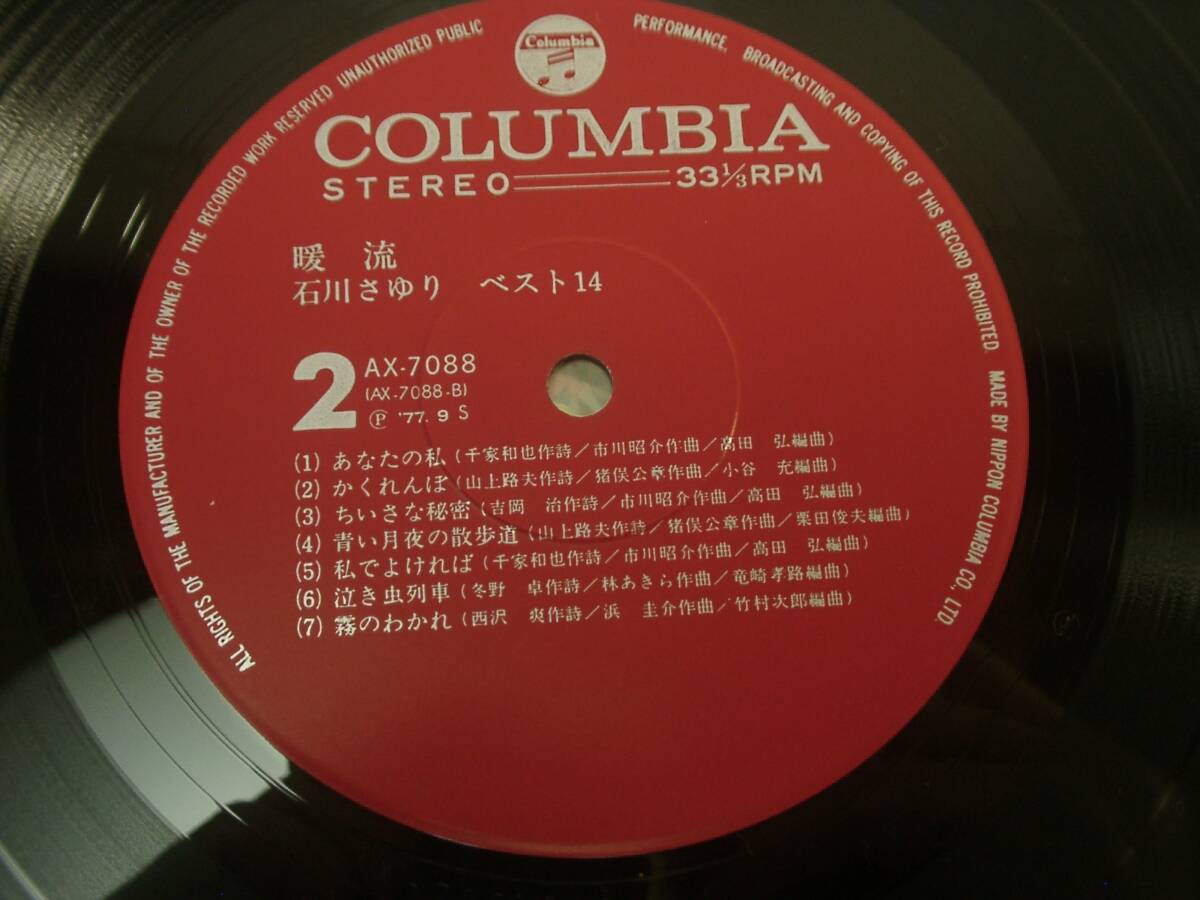 Columbia
COLUMBIA
STEREO 33 1/3 RPM
暖 流
石川さゆり ベスト14
2
AX-7088
(AX-7088-B)
Ⓟ '77. 9 S
(1) あなたの私 (千家和也作詩/市川昭介作曲/高田 弘編曲)
(2) かくれんぼ (山上路夫作詩/猪俣公章作曲/小谷 充編曲)
(3) ちいさな秘密 (吉岡 治作詩/市川昭介作曲/高田 弘編曲)
(4) 青い月夜の散歩道 (山上路夫作詩/猪俣公章作曲/栗田俊夫編曲)
(5) 私でよければ (千家和也作詩/市川昭介作曲/高田 弘編曲)
(6) 泣き虫列車 (冬野 卓作詩/林あきら作曲/竜崎孝路編曲)
(7) 霧のわかれ (西沢 爽作詩/浜 圭介作曲/竹村次郎編曲)
ALL RIGHTS OF THE MANUFACTURER AND OF THE OWNER OF THE RECORDED WORK RESERVED UNAUTHORIZED PUBLIC PERFORMANCE, BROADCASTING AND COPYING OF THIS RECORD PROHIBITED. MADE BY NIPPON COLUMBIA CO., LTD.